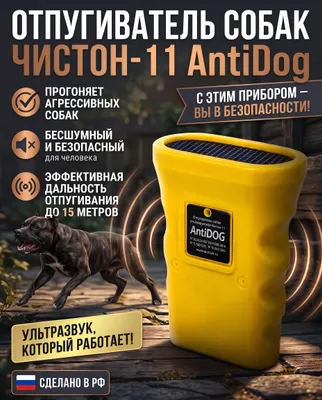 ОТПУГИВАТЕЛЬ СОБАК
ЧИСТОН-11 AntiDog
ПРОГОНЯЕТ
АГРЕССИВНЫХ
СОБАК
С ЭТИМ ПРИБОРОМ –
ВЫ В БЕЗОПАСНОСТИ!
БЕСШУМНЫЙ
И БЕЗОПАСНЫЙ
для человека
ЭФФЕКТИВНАЯ
ДАЛЬНОСТЬ
ОТПУГИВАНИЯ
ДО 15 МЕТРОВ
AntiDOG
УЛЬТРАЗВУК,
КОТОРЫЙ РАБОТАЕТ!
СДЕЛАНО В РФ